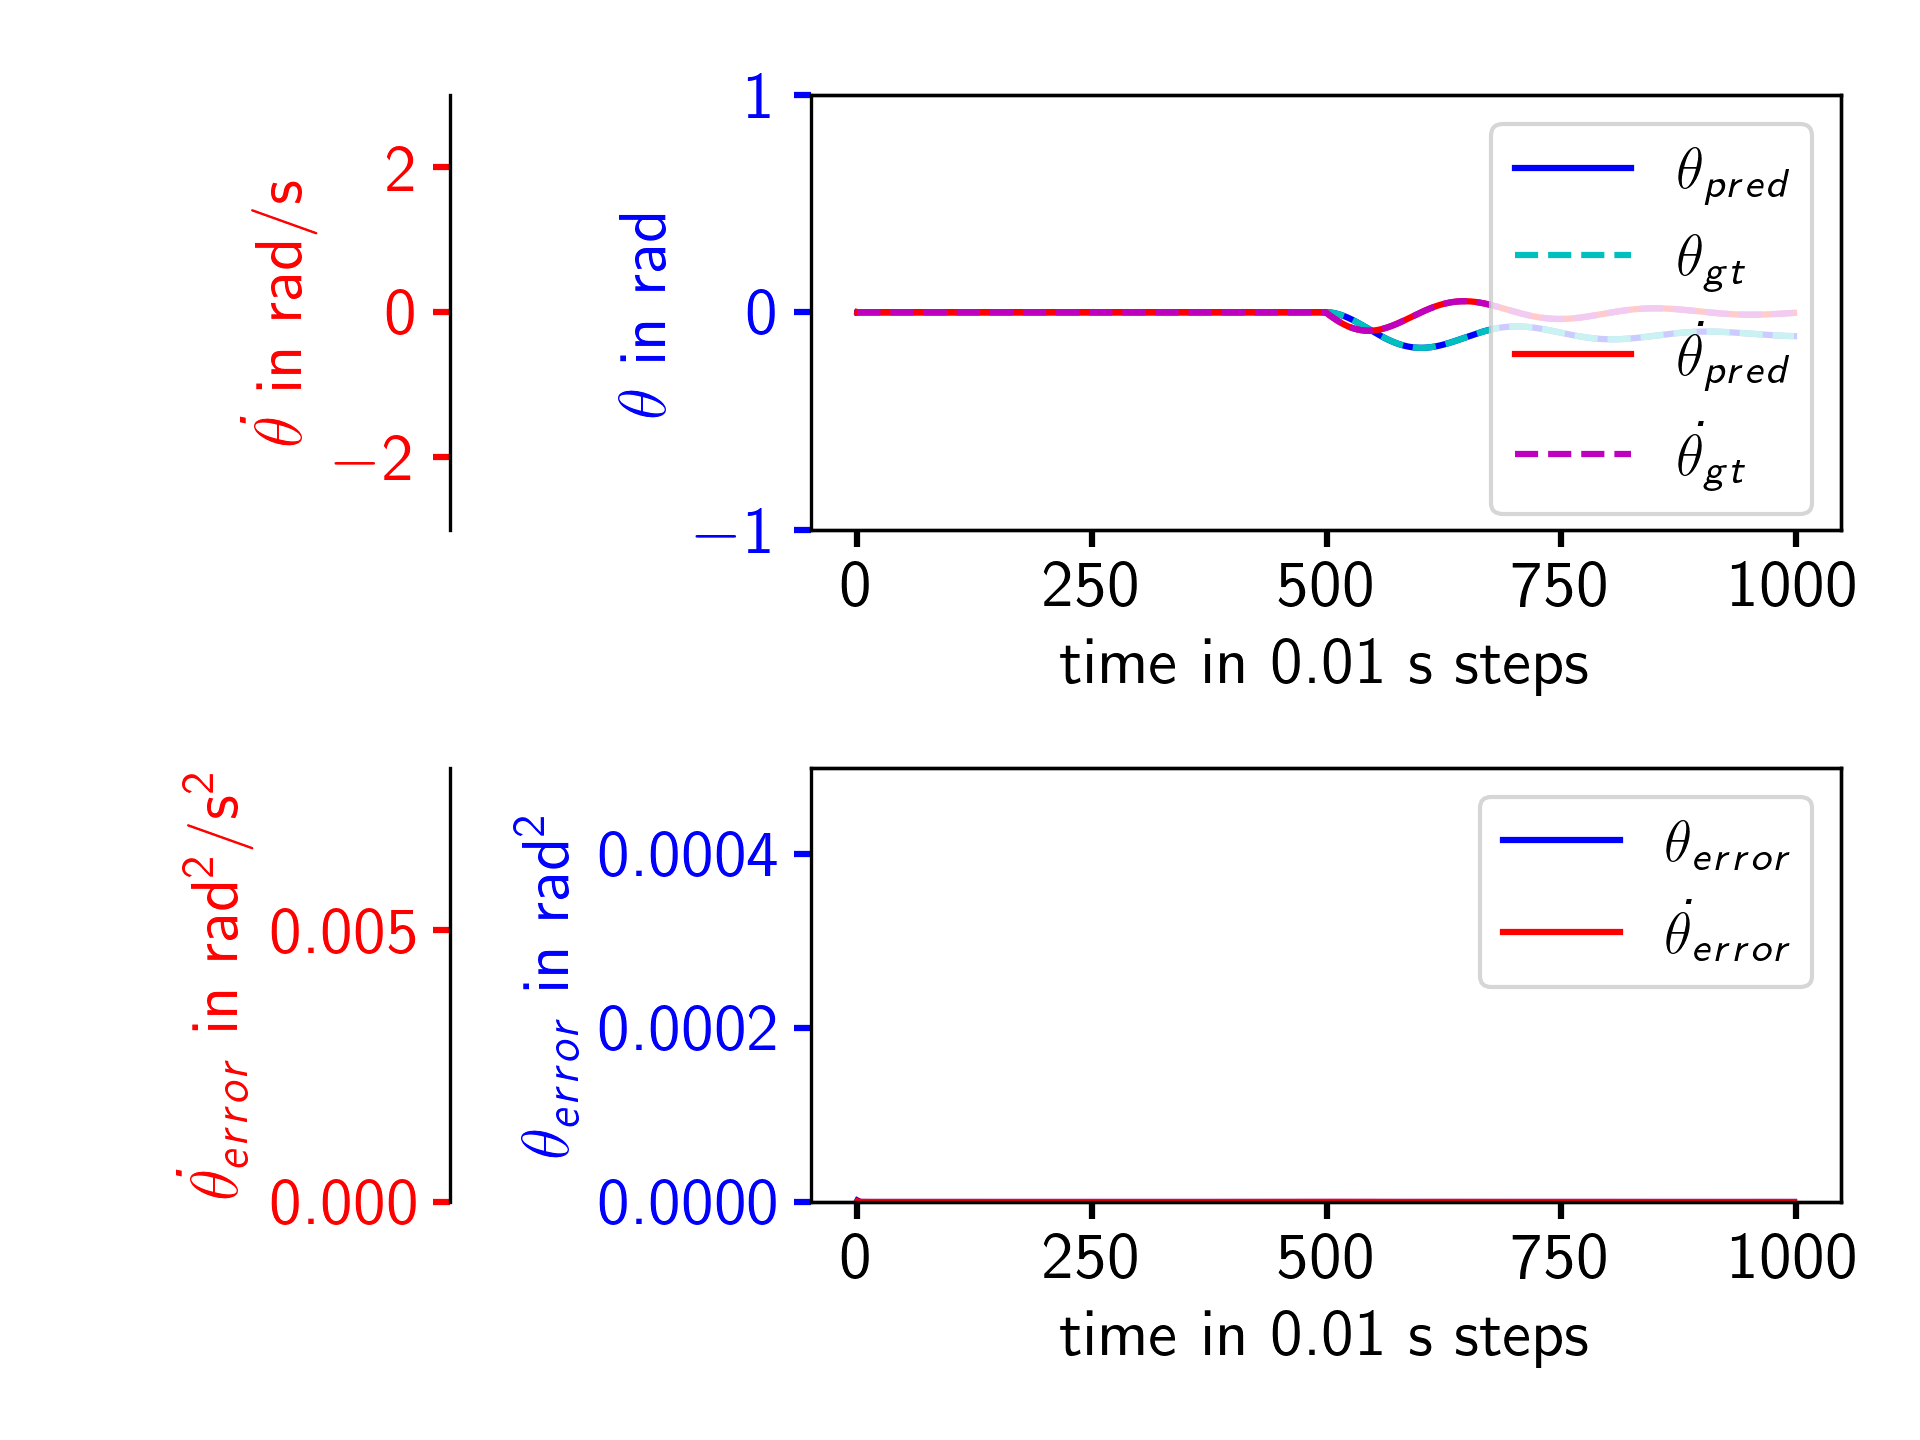 θ̇ in rad/s
2
0
−2
θ in rad
1
0
−1
θ_pred
θ_gt
θ̇_pred
θ̇_gt
0 250 500 750 1000
time in 0.01 s steps
θ̇_error in rad²/s²
0.005
0.000
θ_error in rad²
0.0004
0.0002
0.0000
θ_error
θ̇_error
0 250 500 750 1000
time in 0.01 s steps